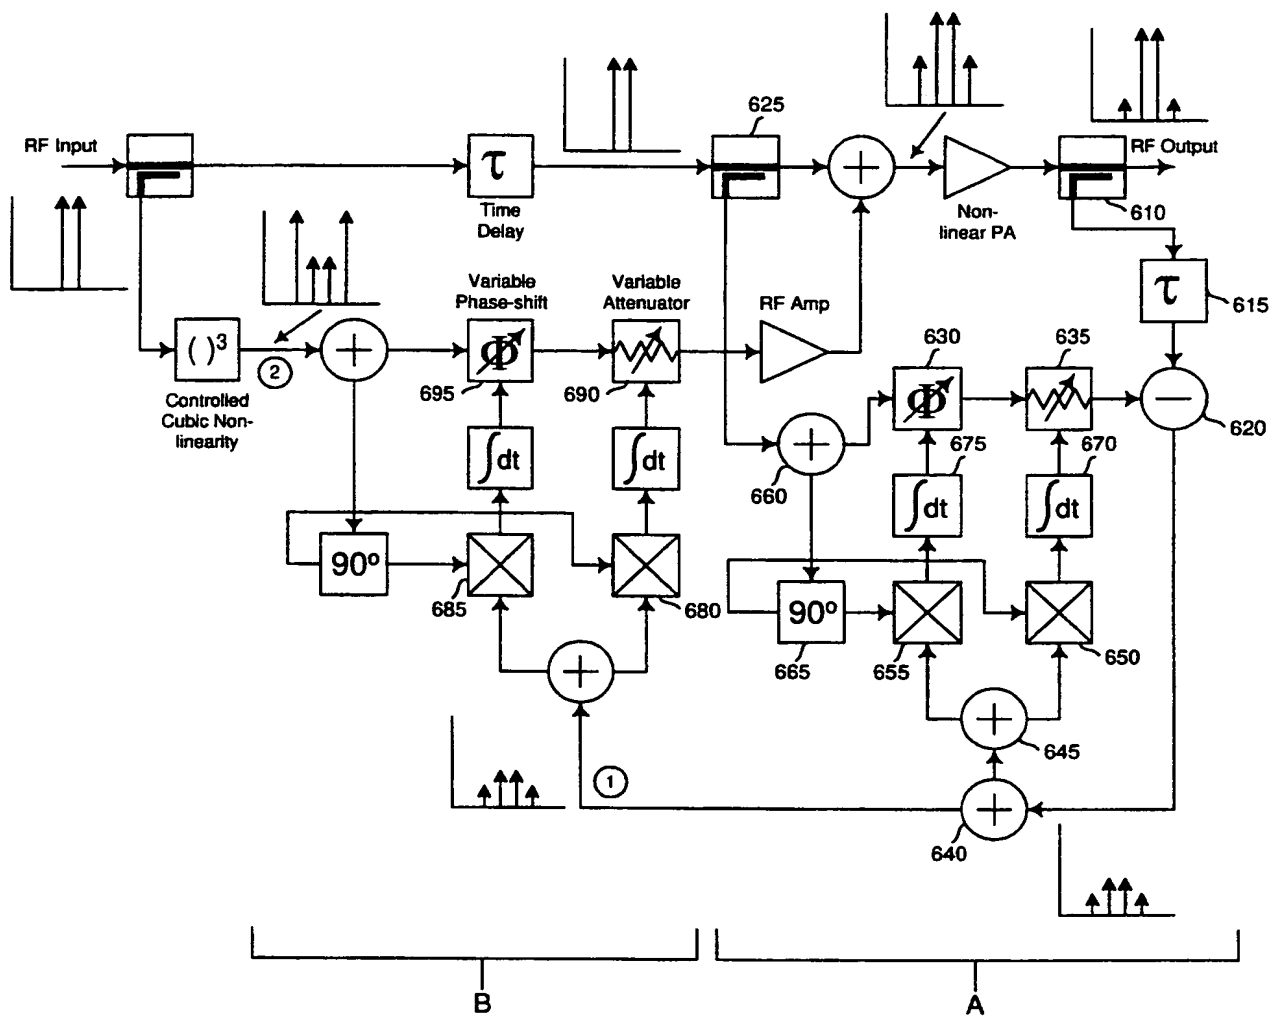 625
RF Input
RF Output
τ
Time
Delay
Non-
linear PA
610
τ
615
Variable
Phase-shift
Variable
Attenuator
RF Amp
( )³
2
Controlled
Cubic Non-
linearity
Φ
695
690
630
635
Φ
620
∫dt
∫dt
660
675
670
∫dt
∫dt
90º
685
680
90º
665
655
650
645
1
640
B
A